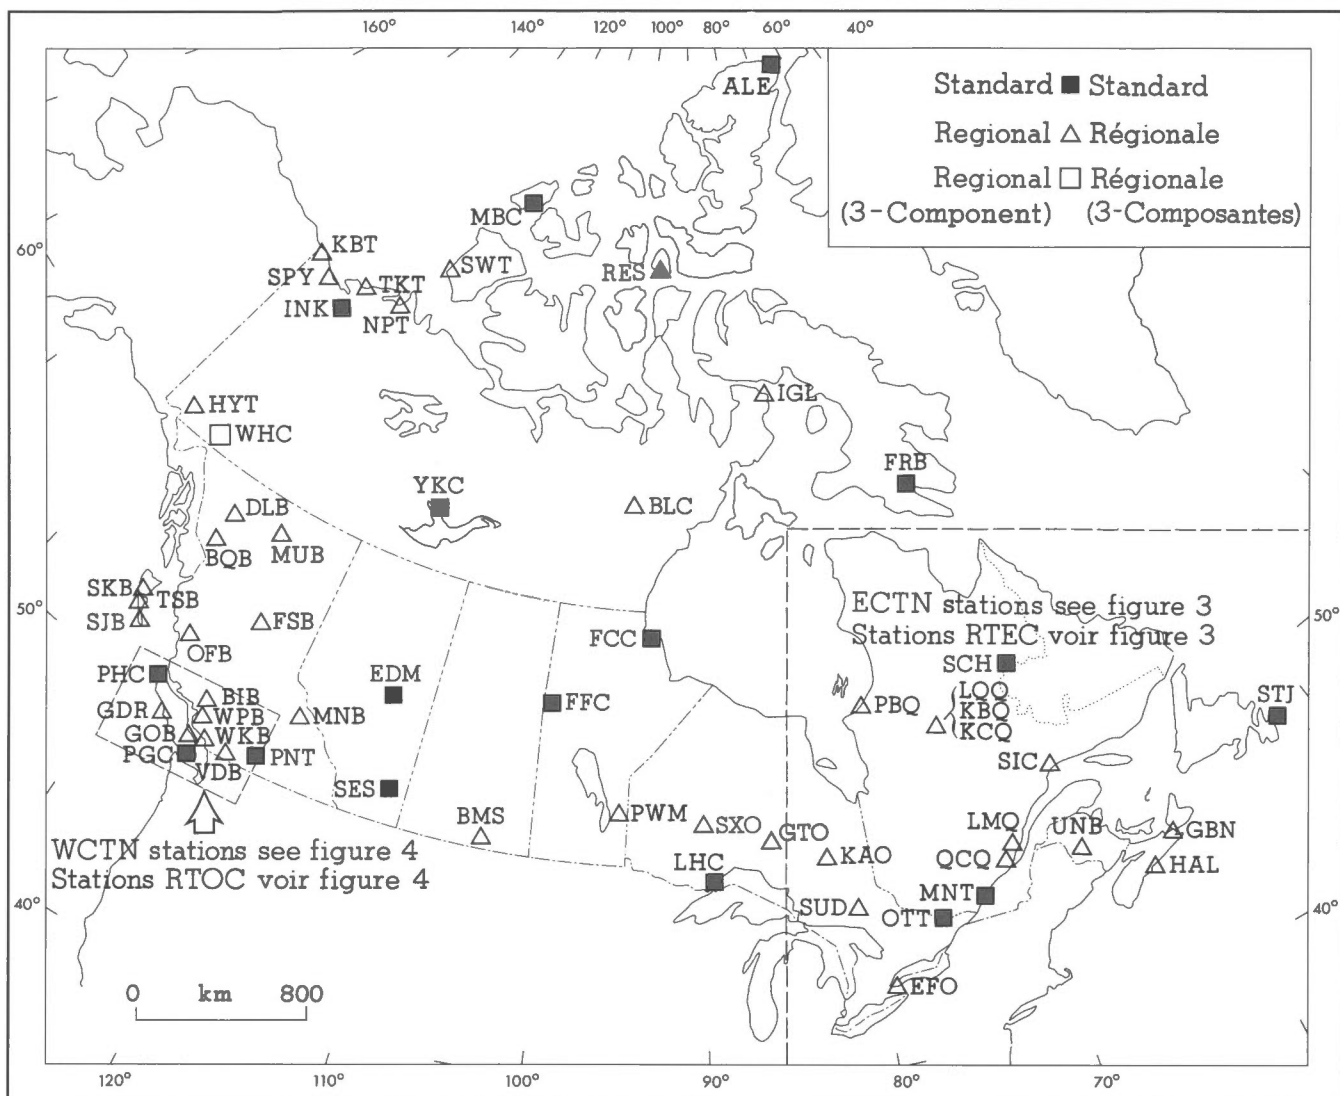 160°
140°
120°
100°
80°
60°
40°
ALE
Standard Standard
Regional Régionale
Regional Régionale
(3-Component) (3-Composantes)
MBC
60°
KBT
SPY
TKT
SWT
RES
INK
NPT
IGL
HYT
WHC
FRB
YKC
BLC
DLB
BQB
MUB
SKB
TSB
SJB
FSB
OFB
50°
50°
ECTN stations see figure 3
Stations RTEC voir figure 3
FCC
SCH
PHC
EDM
LQQ
KBQ
KCQ
STJ
BIB
GDR
WPB
MNB
FFC
PBQ
GOB
WKB
PGC
VDB
PNT
SIC
SES
BMS
PWM
SXO
GTO
LMQ
UNB
GBN
WCTN stations see figure 4
Stations RTOC voir figure 4
KAO
QCQ
HAL
LHC
MNT
SUD
OTT
40°
40°
EFO
0 km 800
120°
110°
100°
90°
80°
70°